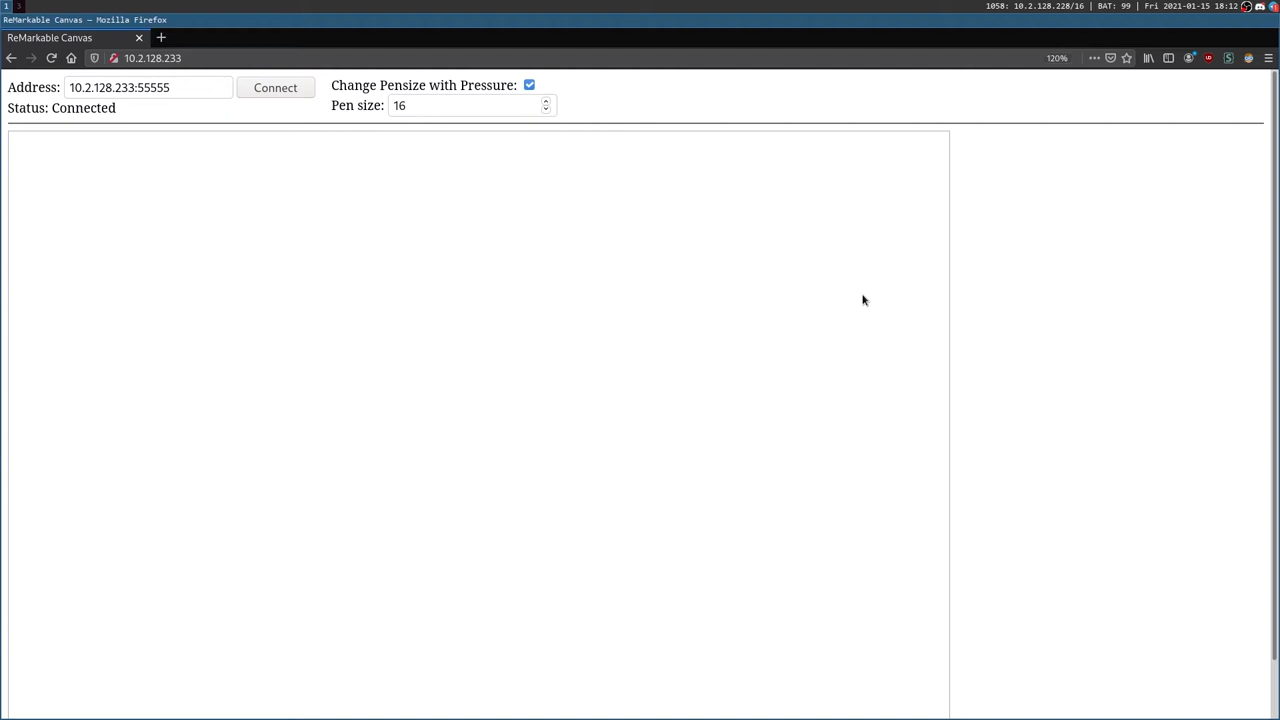 1 3 1058: 10.2.128.228/16 | BAT: 99 | Fri 2021-01-15 18:12
ReMarkable Canvas — Mozilla Firefox
ReMarkable Canvas
10.2.128.233 120%
Address: 10.2.128.233:55555 Connect Change Pensize with Pressure:
Status: Connected Pen size: 16